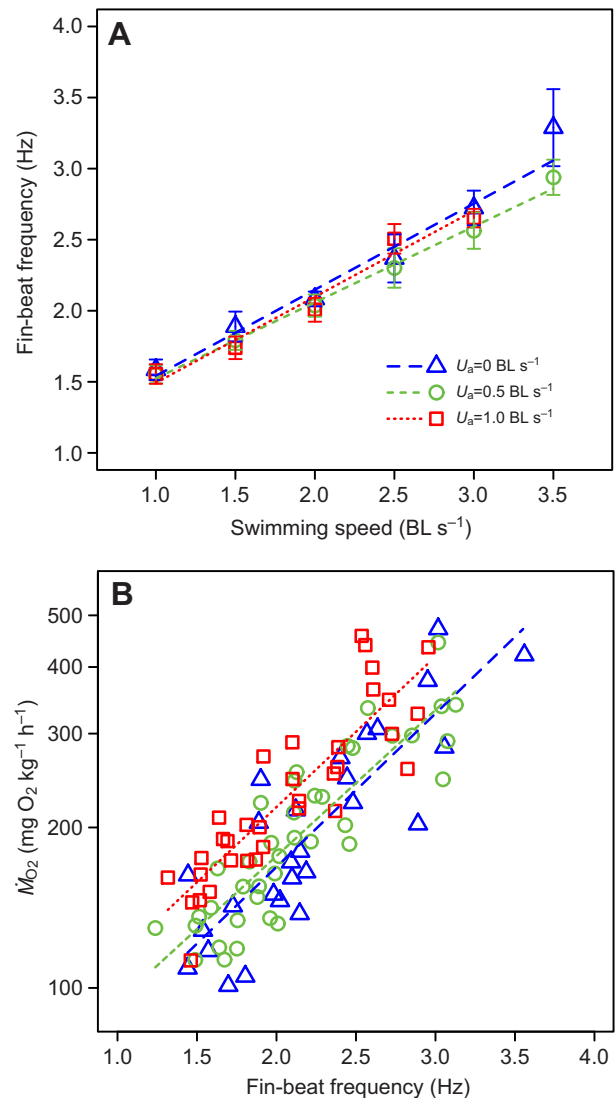 A
4.0
3.5
3.0
2.5
2.0
1.5
1.0
Fin-beat frequency (Hz)
Uₐ=0 BL s⁻¹
Uₐ=0.5 BL s⁻¹
Uₐ=1.0 BL s⁻¹
1.0 1.5 2.0 2.5 3.0 3.5
Swimming speed (BL s⁻¹)
B
500
400
300
200
100
Ṁ_O₂ (mg O₂ kg⁻¹ h⁻¹)
1.0 1.5 2.0 2.5 3.0 3.5 4.0
Fin-beat frequency (Hz)